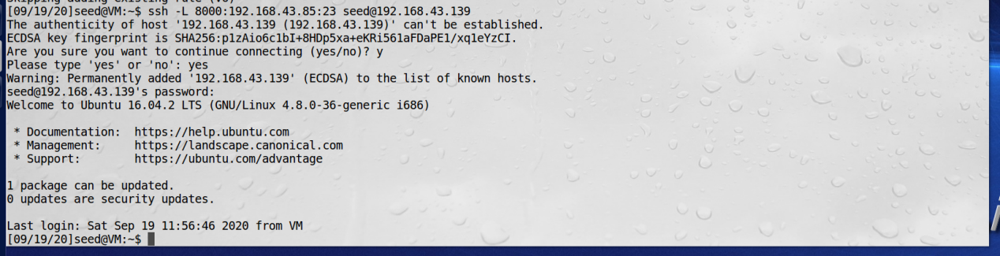 Skipping adding existing rule (v6)
[09/19/20]seed@VM:~$ ssh -L 8000:192.168.43.85:23 seed@192.168.43.139
The authenticity of host '192.168.43.139 (192.168.43.139)' can't be established.
ECDSA key fingerprint is SHA256:p1zAio6c1bI+8HDp5xa+eKRi561aFDaPE1/xq1eYzCI.
Are you sure you want to continue connecting (yes/no)? y
Please type 'yes' or 'no': yes
Warning: Permanently added '192.168.43.139' (ECDSA) to the list of known hosts.
seed@192.168.43.139's password:
Welcome to Ubuntu 16.04.2 LTS (GNU/Linux 4.8.0-36-generic i686)

 * Documentation:  https://help.ubuntu.com
 * Management:     https://landscape.canonical.com
 * Support:        https://ubuntu.com/advantage

1 package can be updated.
0 updates are security updates.

Last login: Sat Sep 19 11:56:46 2020 from VM
[09/19/20]seed@VM:~$